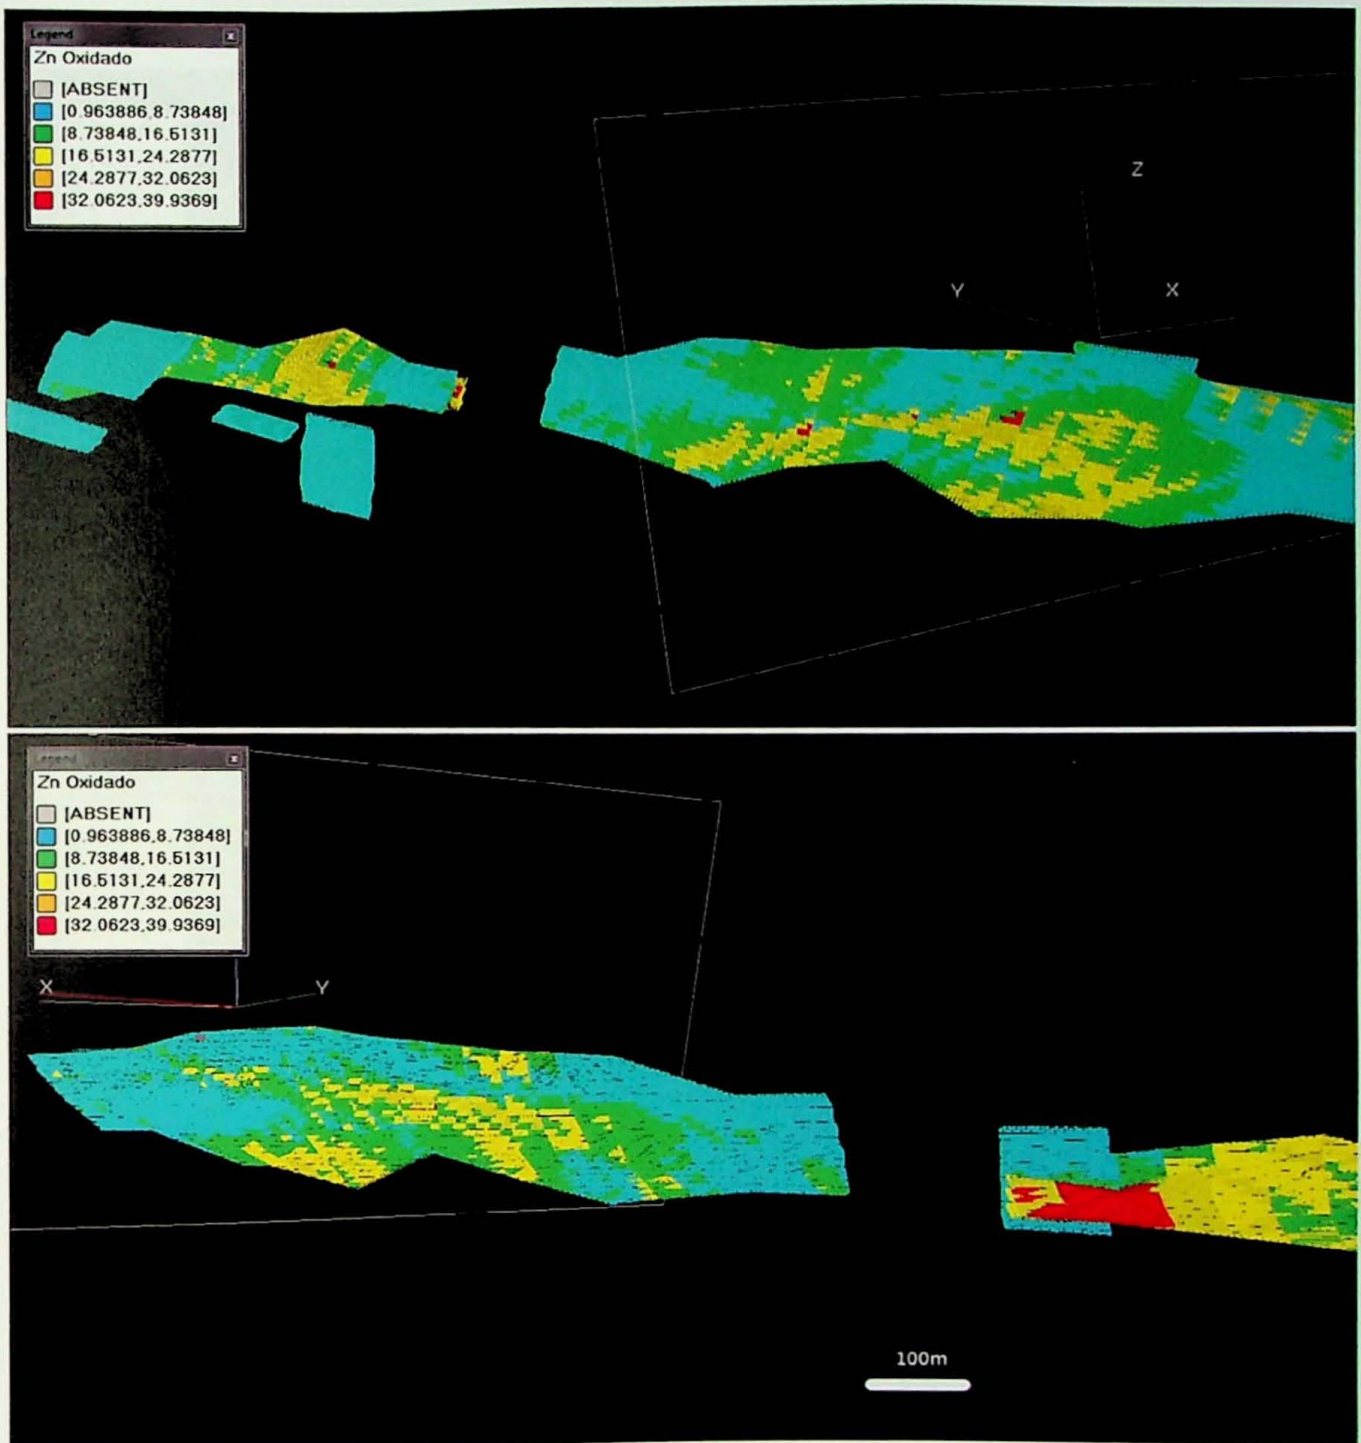 Legend
Zn Oxidado
[ABSENT]
[0.963886,8.73848]
[8.73848,16.5131]
[16.5131,24.2877]
[24.2877,32.0623]
[32.0623,39.9369]
Z
Y
X
Legend
Zn Oxidado
[ABSENT]
[0.963886,8.73848]
[8.73848,16.5131]
[16.5131,24.2877]
[24.2877,32.0623]
[32.0623,39.9369]
X
Y
100m